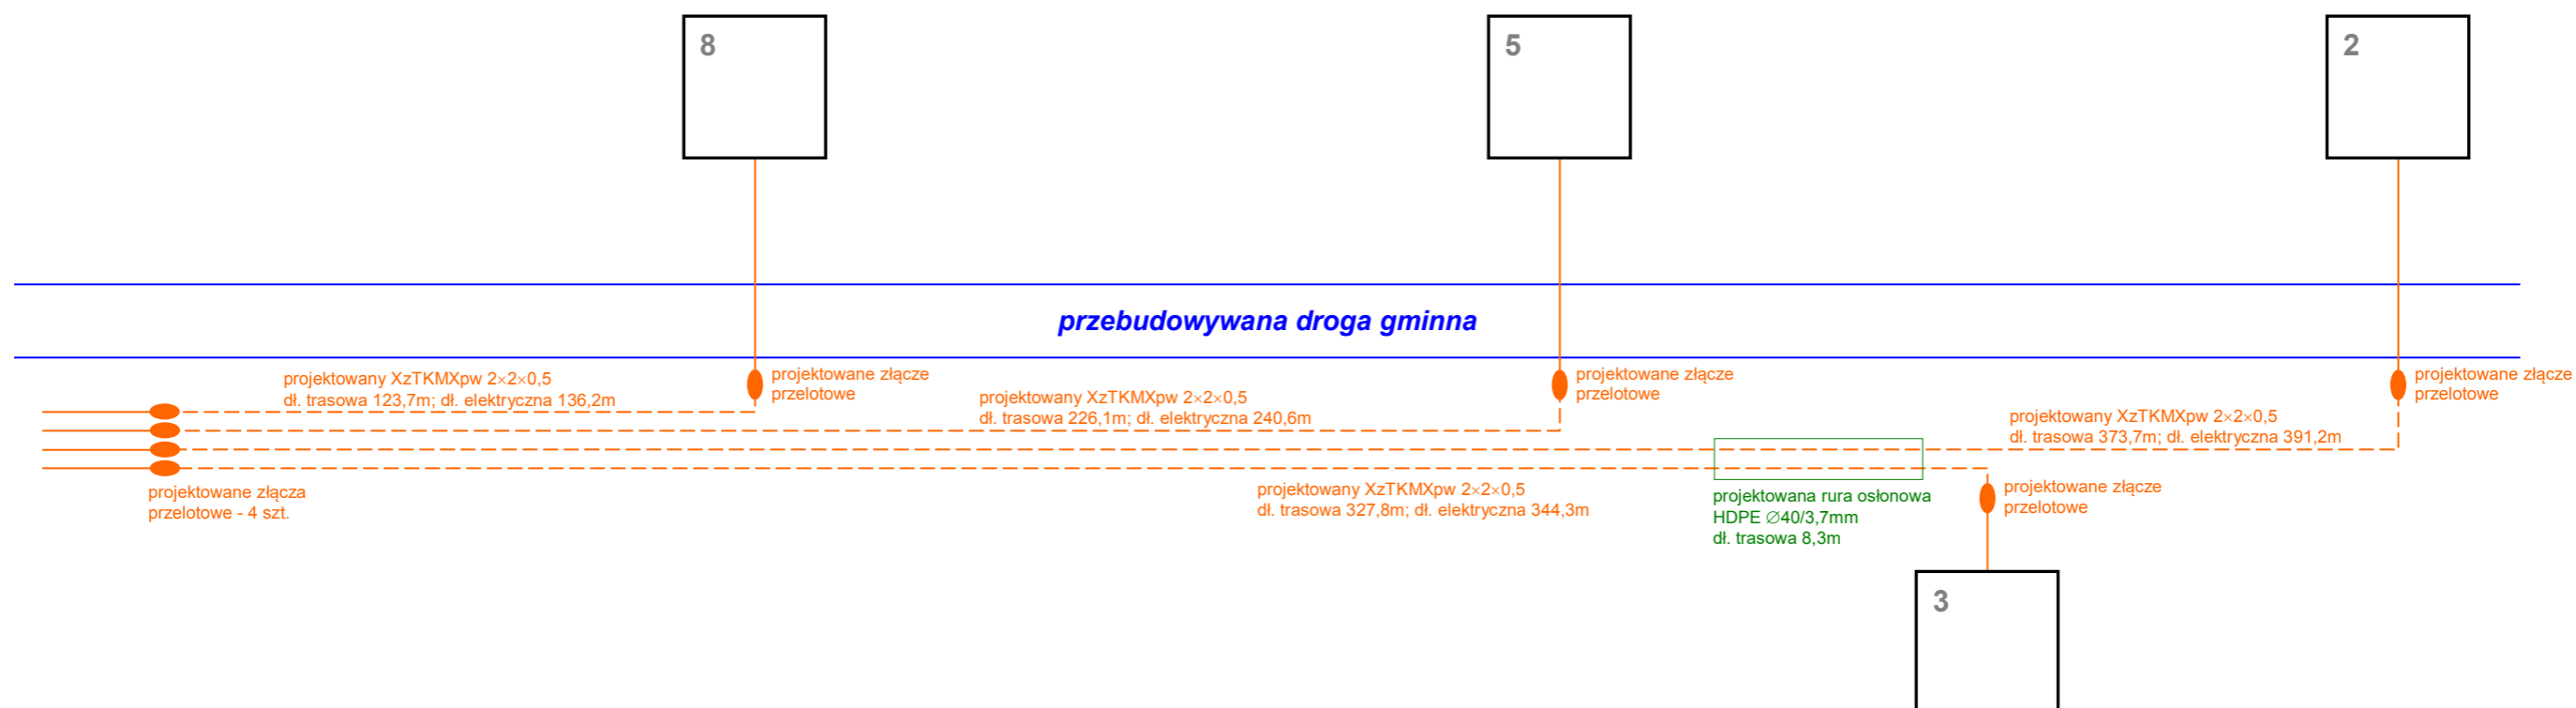 8
5
2
przebudowywana droga gminna
projektowany XzTKMXpw 2×2×0,5
dł. trasowa 123,7m; dł. elektryczna 136,2m
projektowane złącze
przelotowe
projektowany XzTKMXpw 2×2×0,5
dł. trasowa 226,1m; dł. elektryczna 240,6m
projektowane złącze
przelotowe
projektowany XzTKMXpw 2×2×0,5
dł. trasowa 373,7m; dł. elektryczna 391,2m
projektowane złącze
przelotowe
projektowane złącza
przelotowe - 4 szt.
projektowany XzTKMXpw 2×2×0,5
dł. trasowa 327,8m; dł. elektryczna 344,3m
projektowana rura osłonowa
HDPE ∅40/3,7mm
dł. trasowa 8,3m
projektowane złącze
przelotowe
3